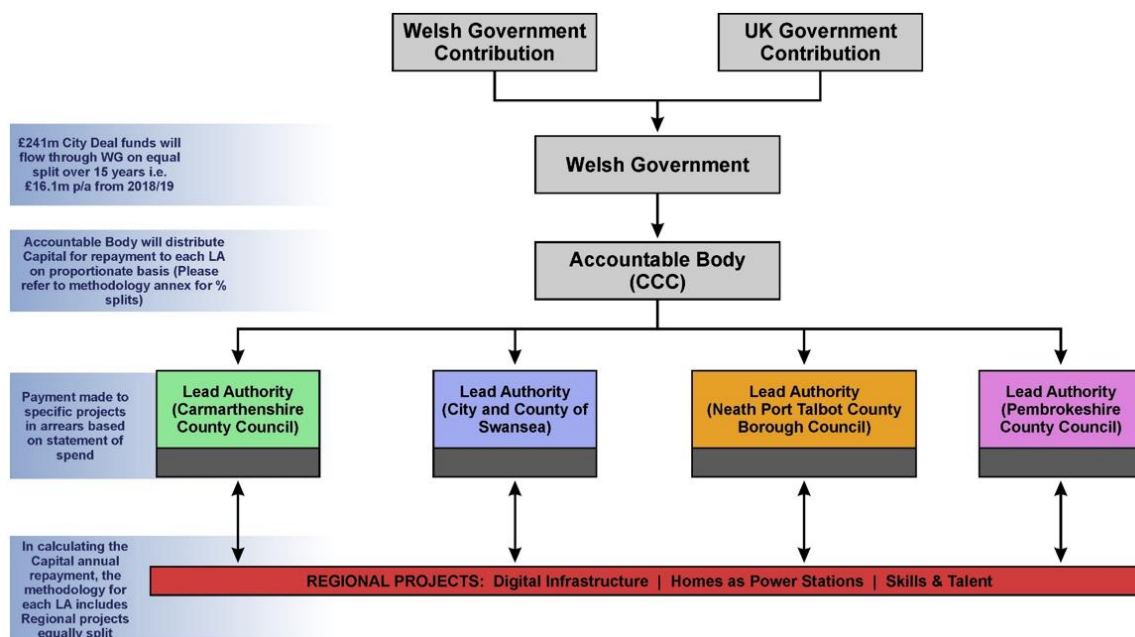 Welsh Government
Contribution
UK Government
Contribution
£241m City Deal funds will
flow through WG on equal
split over 15 years i.e.
£16.1m p/a from 2018/19
Welsh Government
Accountable Body will distribute
Capital for repayment to each LA
on proportionate basis (Please
refer to methodology annex for %
splits)
Accountable Body
(CCC)
Payment made to
specific projects
in arrears based
on statement of
spend
Lead Authority
(Carmarthenshire
County Council)
Lead Authority
(City and County of
Swansea)
Lead Authority
(Neath Port Talbot County
Borough Council)
Lead Authority
(Pembrokeshire
County Council)
In calculating the
Capital annual
repayment, the
methodology for
each LA includes
Regional projects
equally split
REGIONAL PROJECTS: Digital Infrastructure | Homes as Power Stations | Skills & Talent